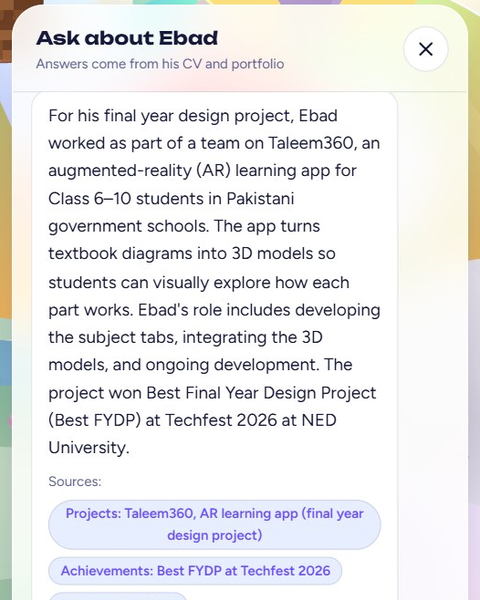 Ask about Ebad
Answers come from his CV and portfolio
For his final year design project, Ebad
worked as part of a team on Taleem360, an
augmented-reality (AR) learning app for
Class 6–10 students in Pakistani
government schools. The app turns
textbook diagrams into 3D models so
students can visually explore how each
part works. Ebad's role includes developing
the subject tabs, integrating the 3D
models, and ongoing development. The
project won Best Final Year Design Project
(Best FYDP) at Techfest 2026 at NED
University.
Sources:
Projects: Taleem360, AR learning app (final year
design project)
Achievements: Best FYDP at Techfest 2026